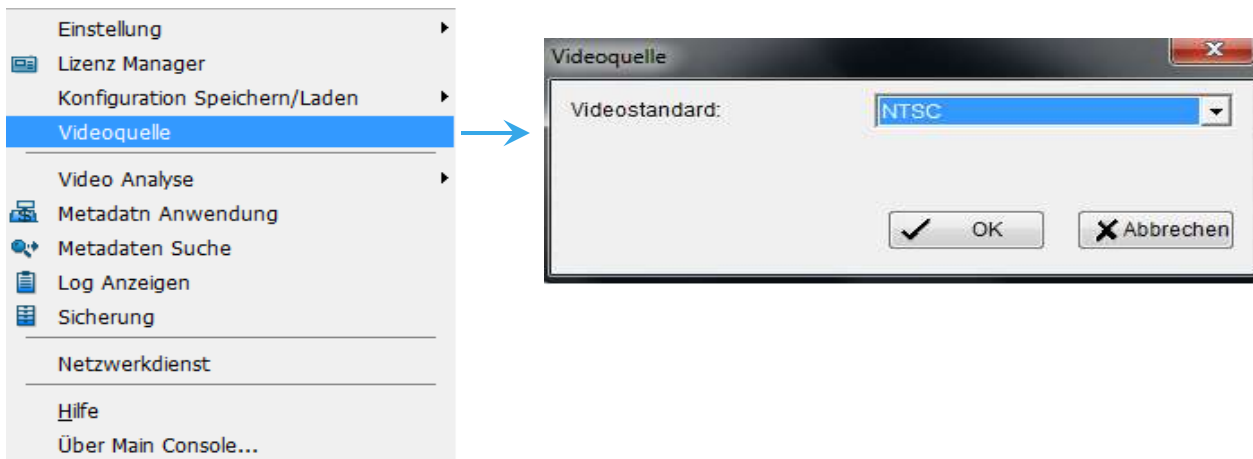 Einstellung
Lizenz Manager
Konfiguration Speichern/Laden
Videoquelle
Video Analyse
Metadatn Anwendung
Metadaten Suche
Log Anzeigen
Sicherung
Netzwerkdienst
Hilfe
Über Main Console...
Videoquelle
Videostandard:
NTSC
OK
Abbrechen